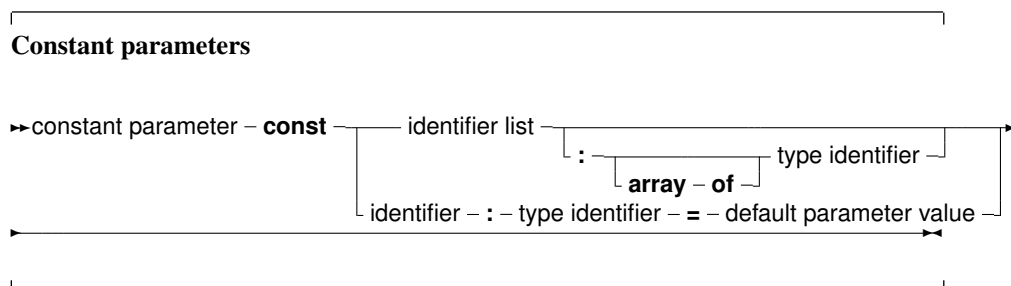 Constant parameters
constant parameter const identifier list
: type identifier
array of
identifier : type identifier = default parameter value